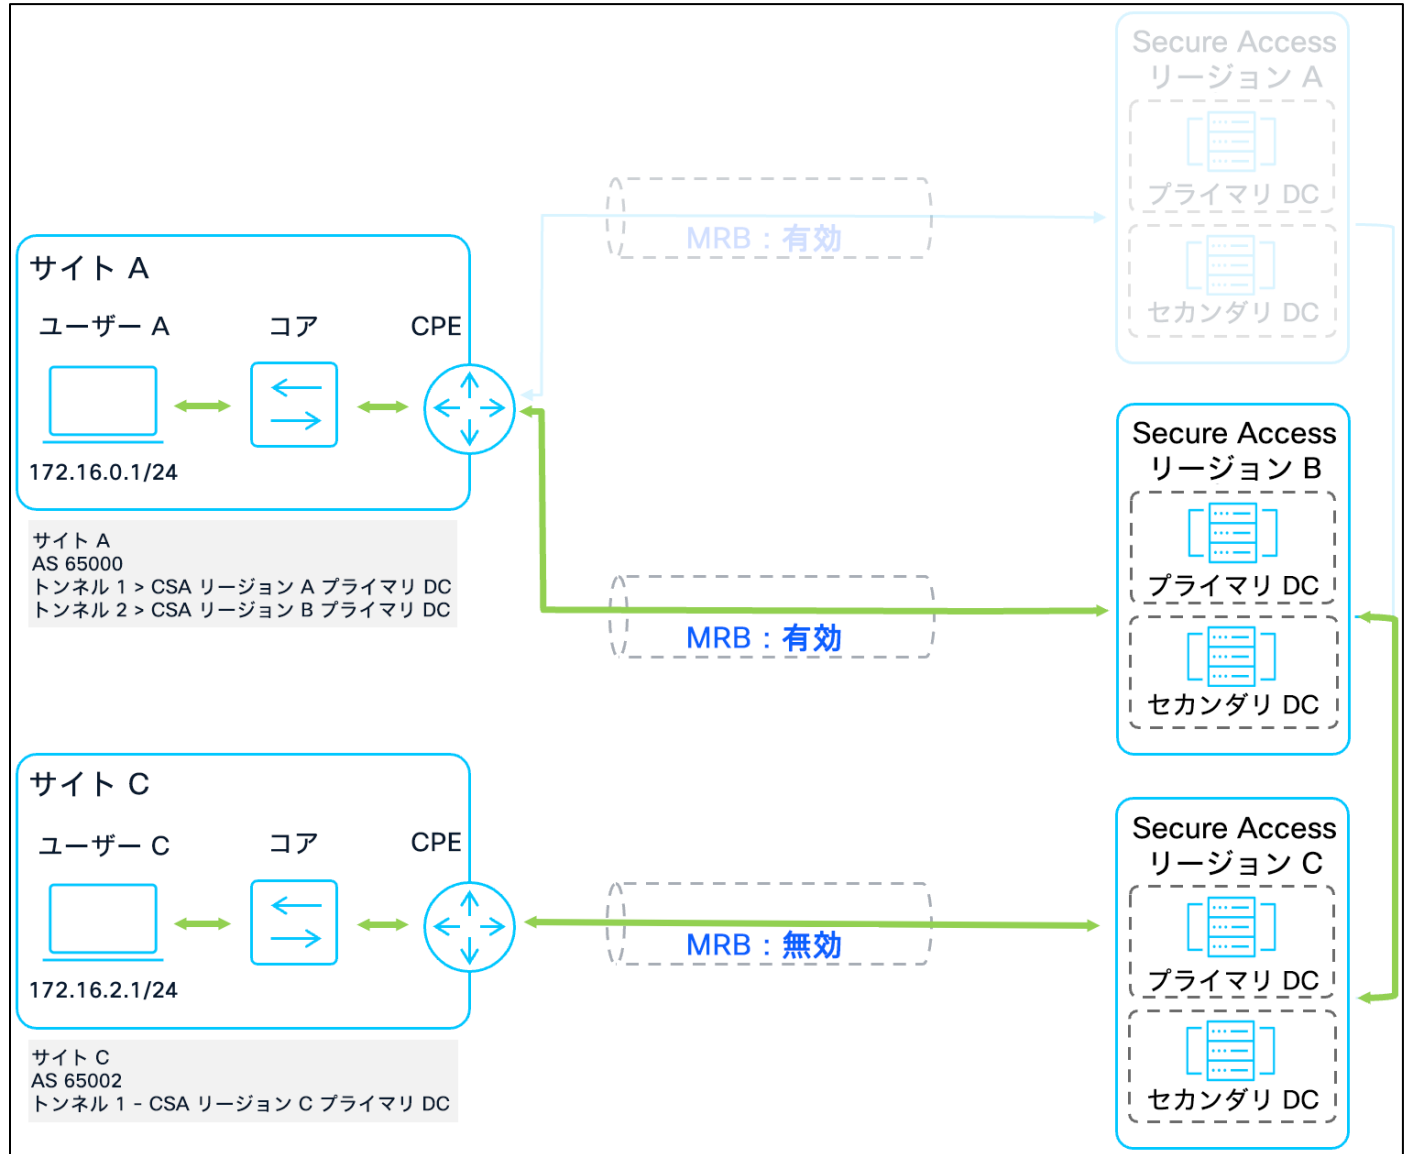 Secure Access
リージョン A
プライマリ DC
セカンダリ DC
MRB：有効
サイト A
ユーザー A
コア
CPE
172.16.0.1/24
サイト A
AS 65000
トンネル 1 > CSA リージョン A プライマリ DC
トンネル 2 > CSA リージョン B プライマリ DC
MRB：有効
Secure Access
リージョン B
プライマリ DC
セカンダリ DC
サイト C
ユーザー C
コア
CPE
172.16.2.1/24
サイト C
AS 65002
トンネル 1 - CSA リージョン C プライマリ DC
MRB：無効
Secure Access
リージョン C
プライマリ DC
セカンダリ DC